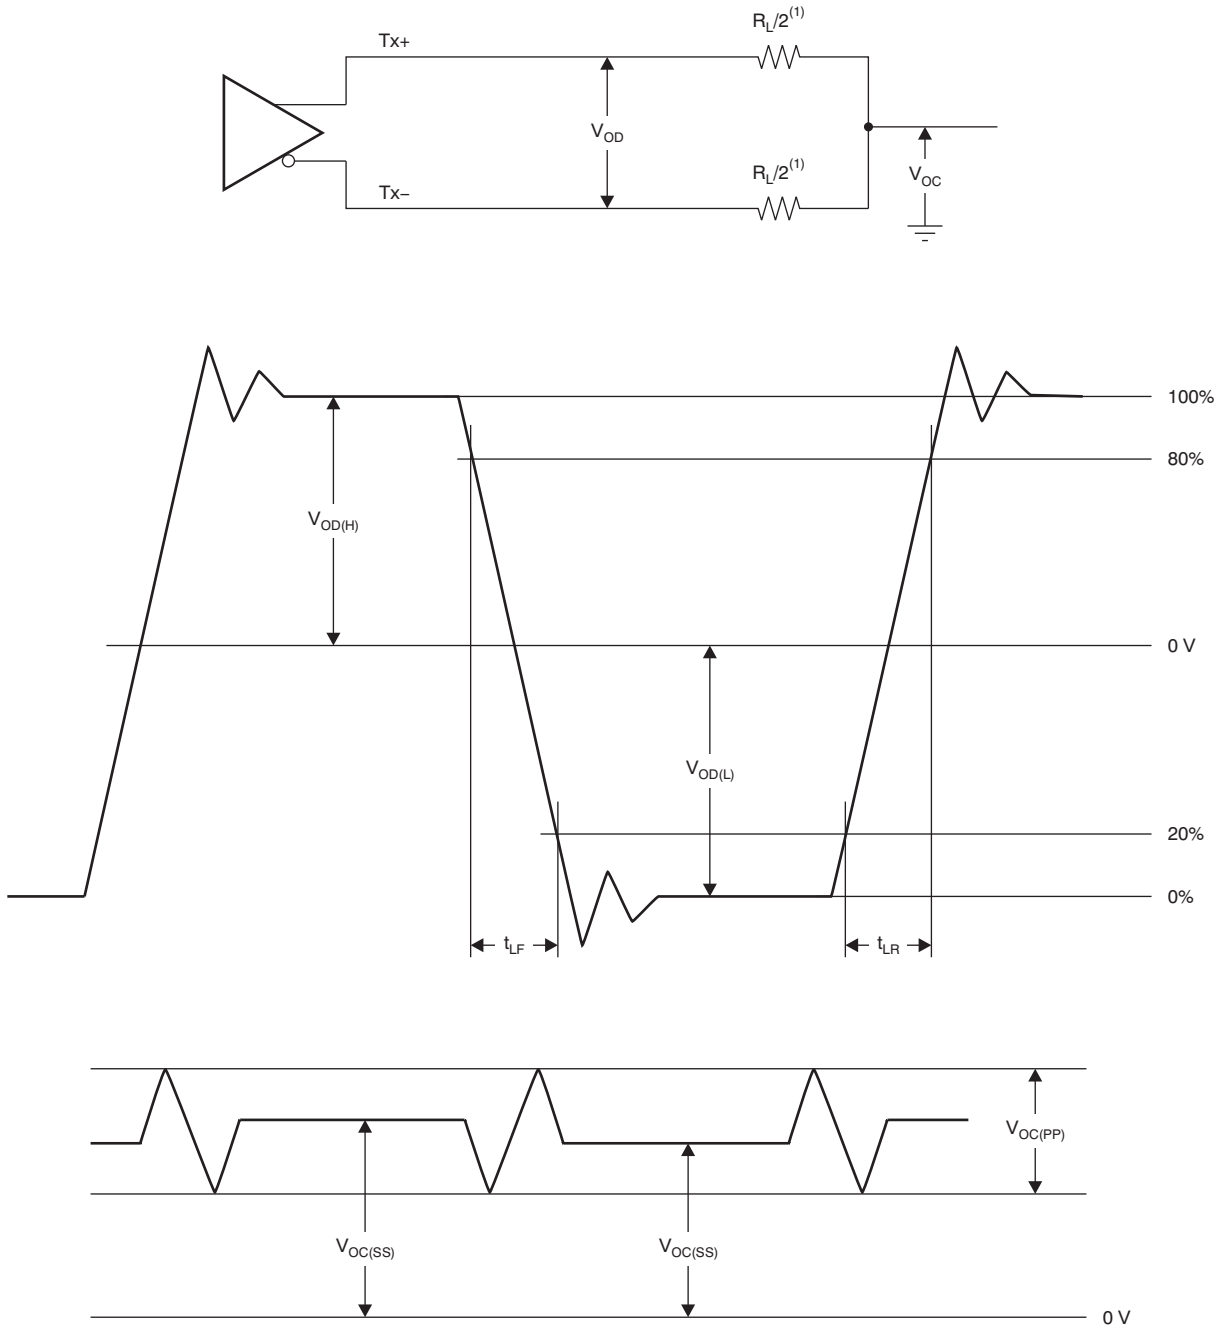 R_L/2^(1)
Tx+
V_OD
R_L/2^(1)
V_OC
Tx–
100%
80%
V_OD(H)
0 V
V_OD(L)
20%
0%
t_LF
t_LR
V_OC(PP)
V_OC(SS)
V_OC(SS)
0 V